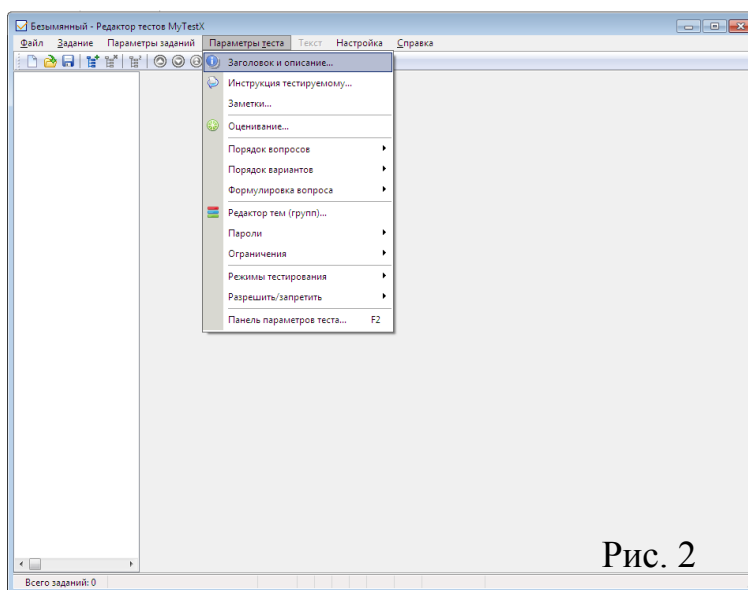 Безымянный - Редактор тестов MyTestX
Файл Задание Параметры заданий Параметры теста Текст Настройка Справка
Заголовок и описание...
Инструкция тестируемому...
Заметки...
Оценивание...
Порядок вопросов
Порядок вариантов
Формулировка вопроса
Редактор тем (групп)...
Пароли
Ограничения
Режимы тестирования
Разрешить/запретить
Панель параметров теста... F2
Рис. 2
Всего заданий: 0